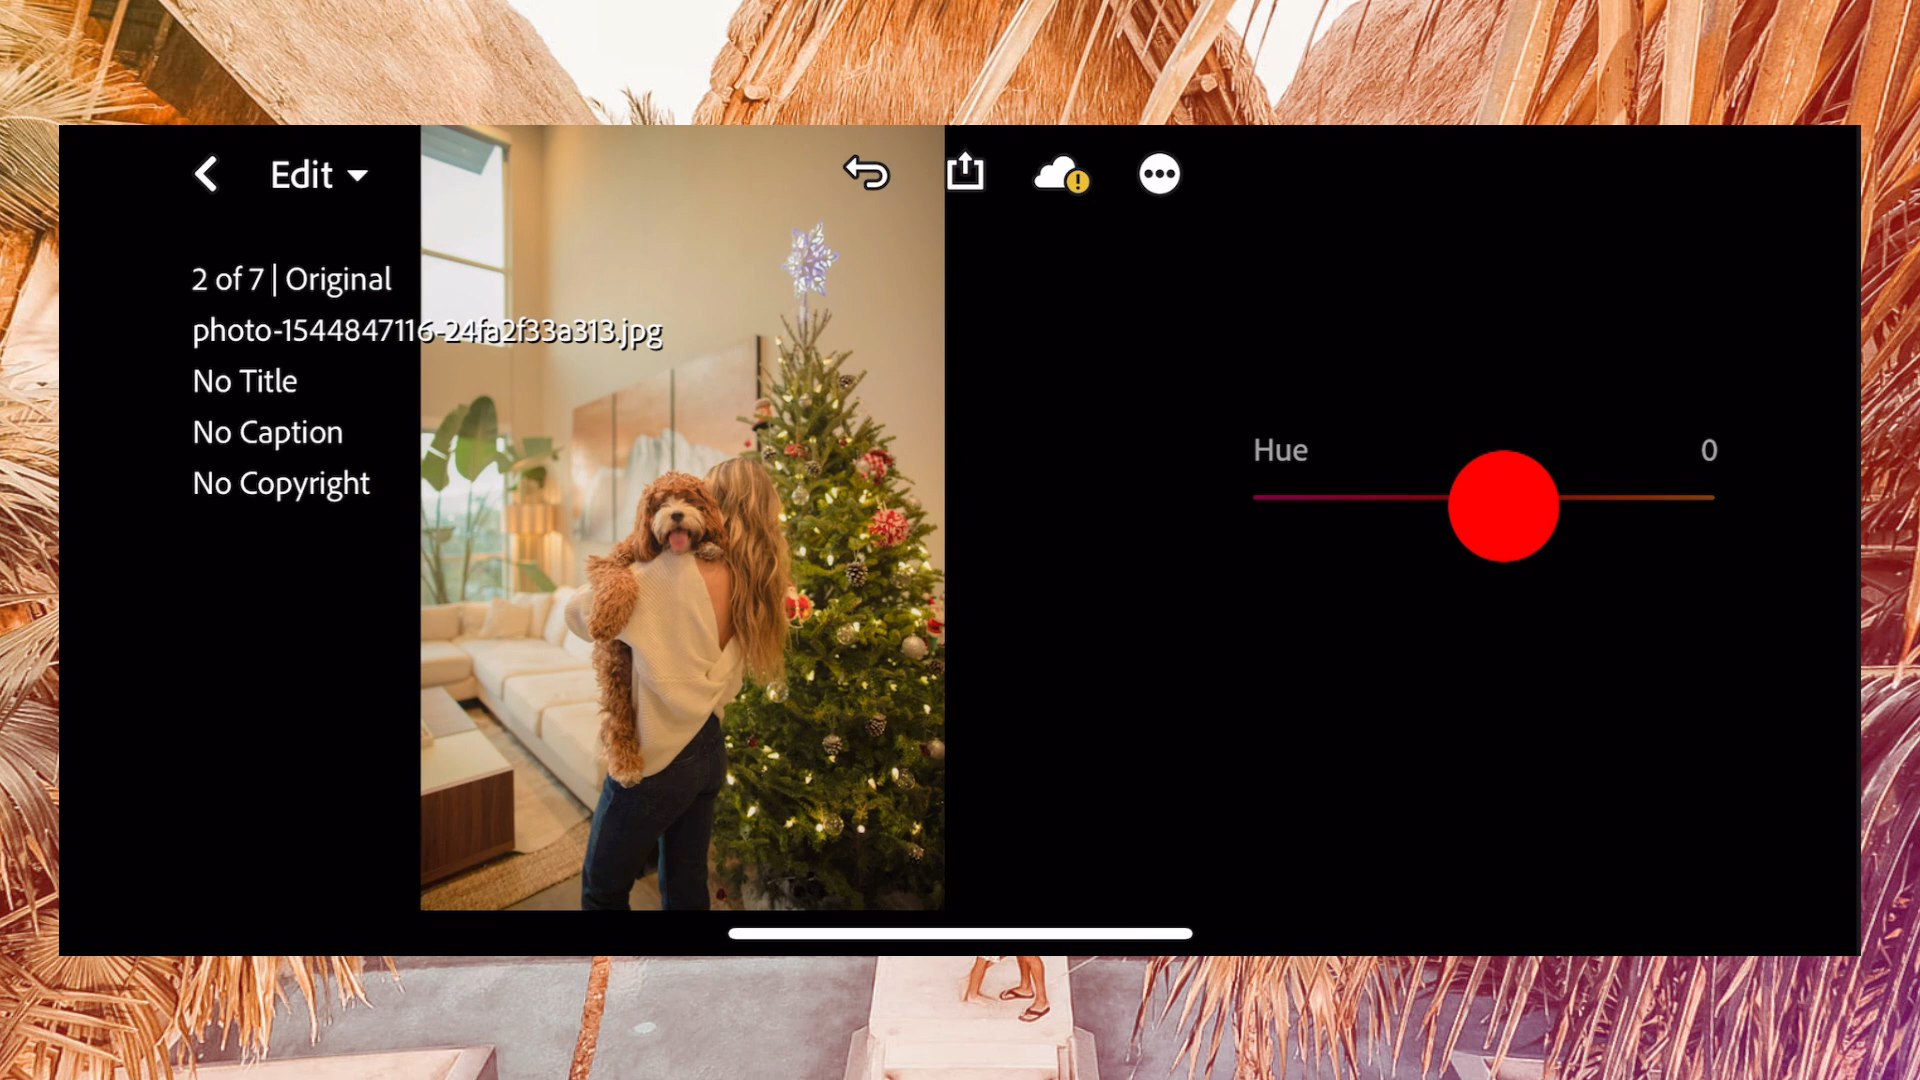 Edit
2 of 7 | Original
photo-1544847116-24fa2f33a313.jpg
No Title
No Caption
No Copyright
Hue 0